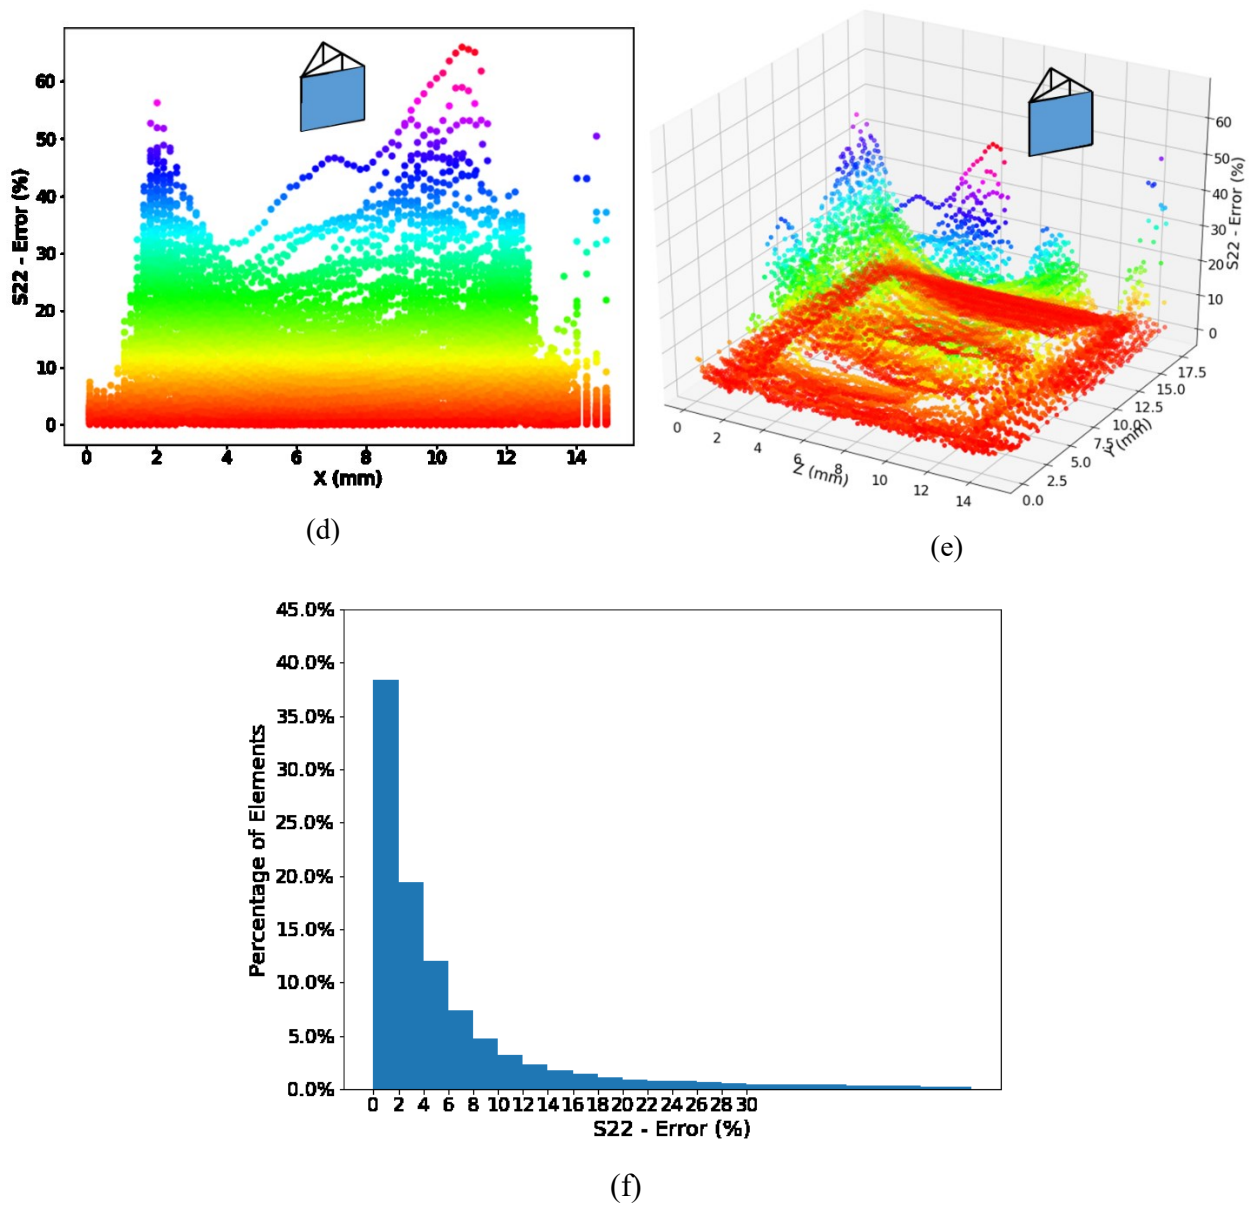 60
50
40
30
20
10
0
S22 - Error (%)
0 2 4 6 8 10 12 14
X (mm)
(d)
60
50
40
30
20
10
0
S22 - Error (%)
17.5
15.0
12.5
10.0
7.5
5.0
2.5
0.0
Y (mm)
0 2 4 6 8 10 12 14
Z (mm)
(e)
45.0%
40.0%
35.0%
30.0%
25.0%
20.0%
15.0%
10.0%
5.0%
0.0%
Percentage of Elements
0 2 4 6 8 10 12 14 16 18 20 22 24 26 28 30
S22 - Error (%)
(f)